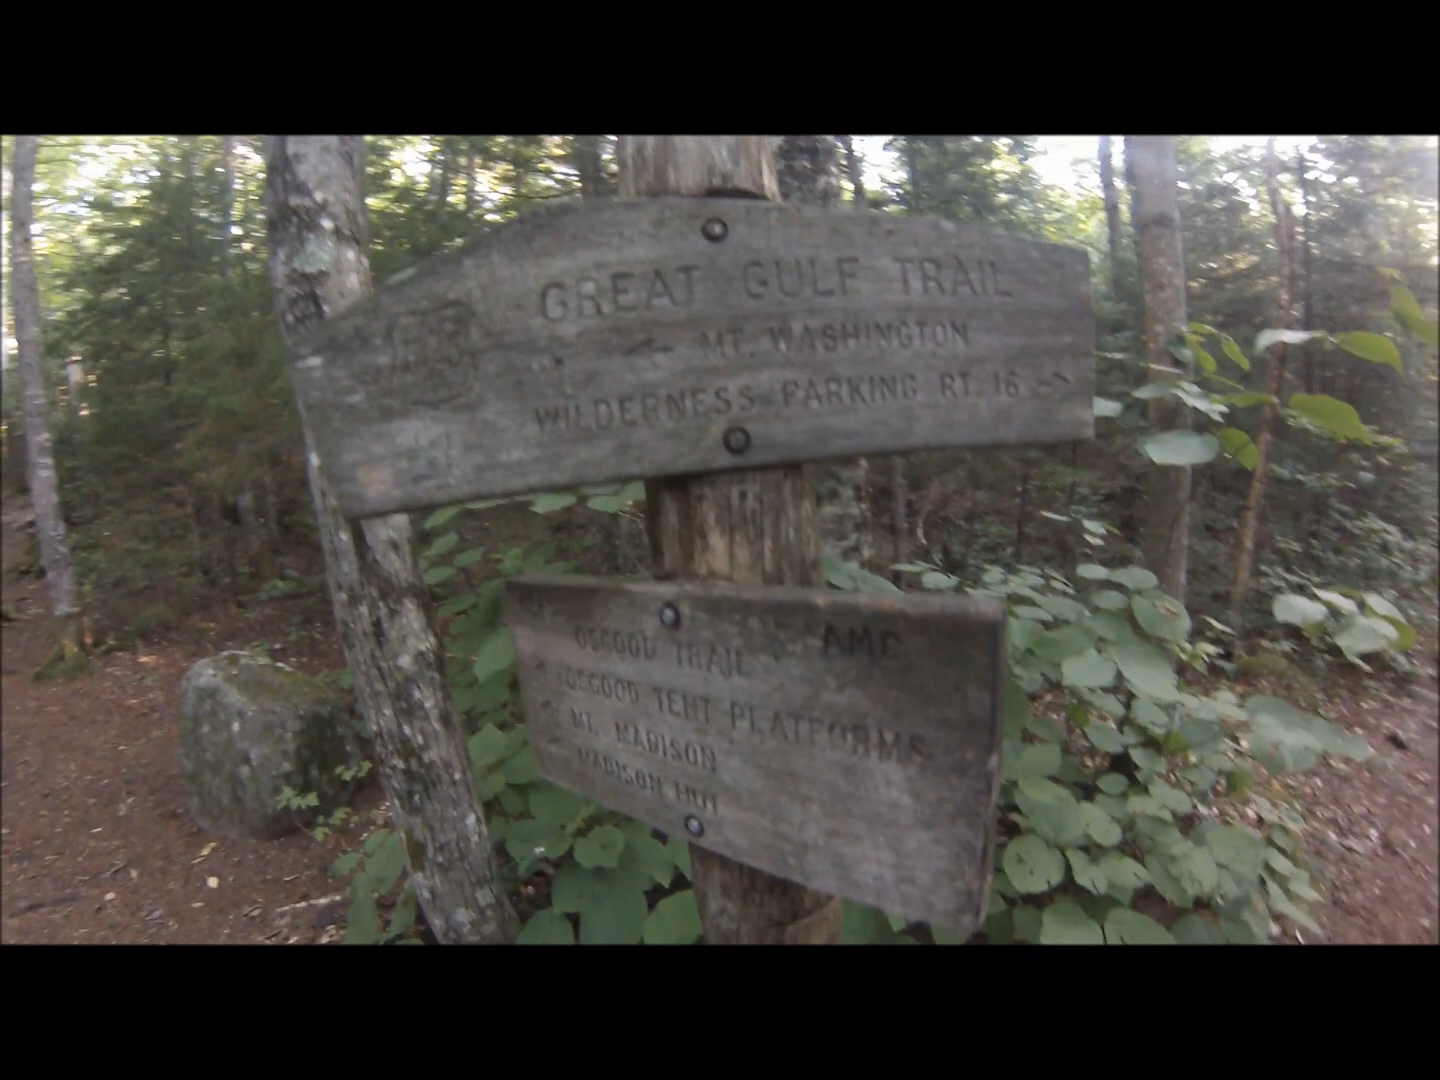 GREAT GULF TRAIL
← MT. WASHINGTON
WILDERNESS PARKING RT. 16 →
OSGOOD TRAIL AMC
OSGOOD TENT PLATFORMS
MT. MADISON
MADISON HUT